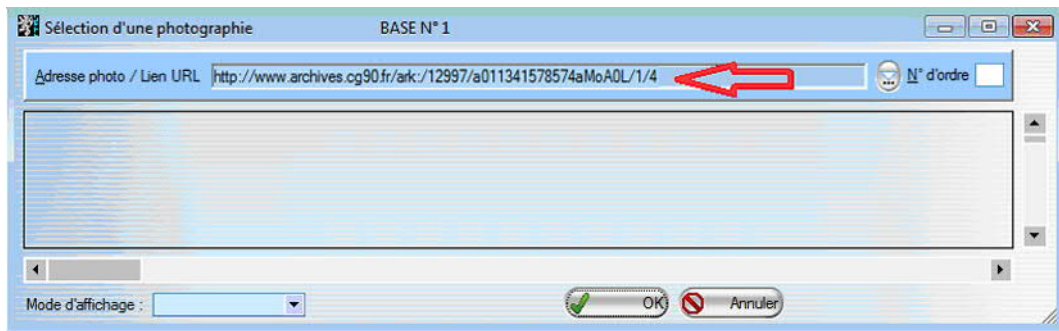 Sélection d'une photographie BASE N° 1
Adresse photo / Lien URL http://www.archives.cg90.fr/ark:/12997/a011341578574aMoA0L/1/4 N° d'ordre
Mode d'affichage : OK Annuler